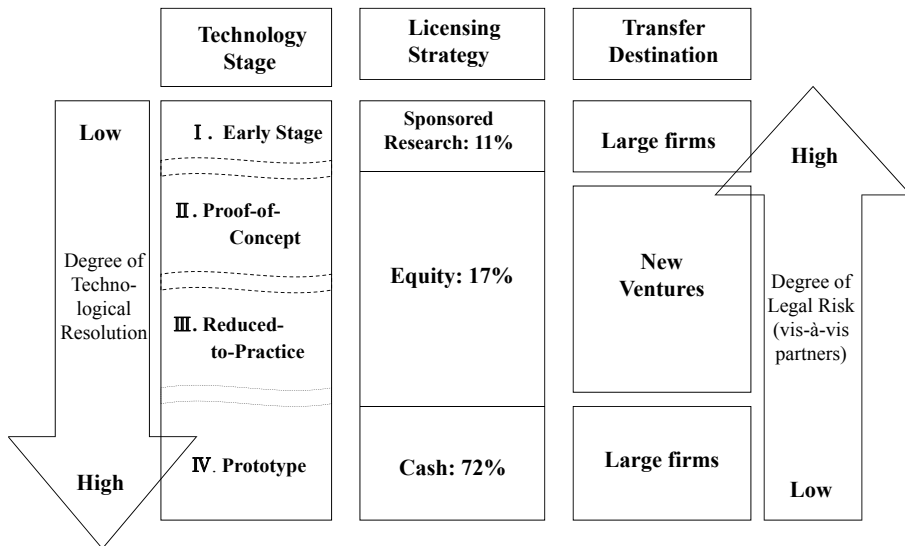 Technology
Stage
Licensing
Strategy
Transfer
Destination
Low
Degree of
Techno-
logical
Resolution
High
Ⅰ. Early Stage
Ⅱ. Proof-of-
Concept
Ⅲ. Reduced-
to-Practice
Ⅳ. Prototype
Sponsored
Research: 11%
Equity: 17%
Cash: 72%
Large firms
New
Ventures
Large firms
High
Degree of
Legal Risk
(vis-à-vis
partners)
Low